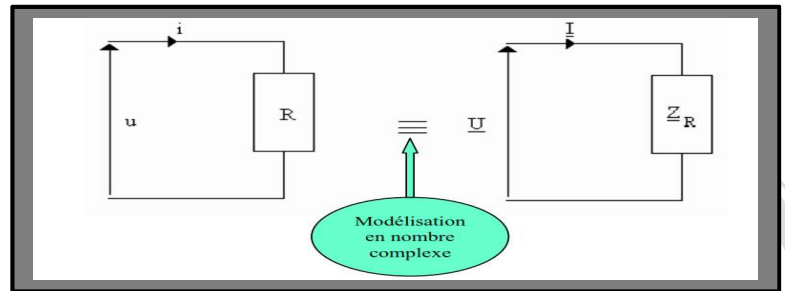 i
u
R
U
I
Z R
Modélisation
en nombre
complexe